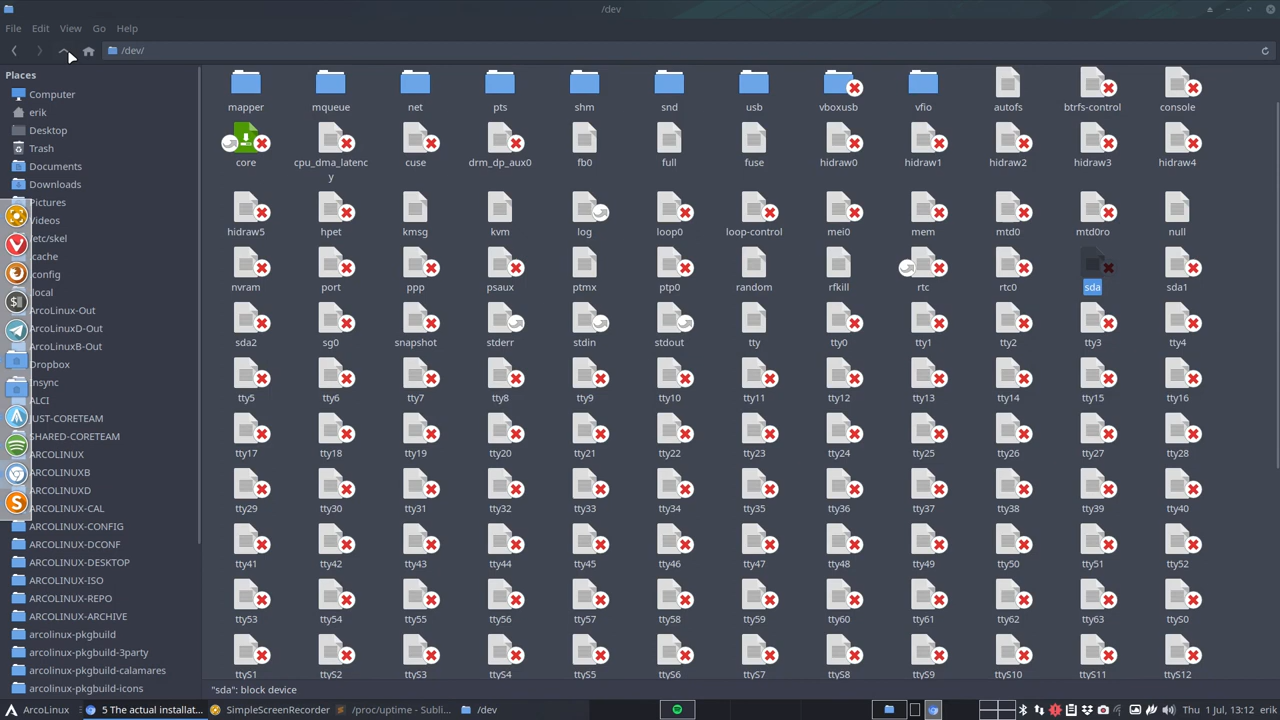 /dev
File Edit View Go Help
/dev/
Places
Computer
erik
Desktop
Trash
Documents
Downloads
Pictures
Videos
/etc/skel
.cache
.config
.local
ArcoLinux-Out
ArcoLinuxD-Out
ArcoLinuxB-Out
Dropbox
Insync
ALCI
JUST-CORETEAM
SHARED-CORETEAM
ARCOLINUX
ARCOLINUXB
ARCOLINUXD
ARCOLINUX-CAL
ARCOLINUX-CONFIG
ARCOLINUX-DCONF
ARCOLINUX-DESKTOP
ARCOLINUX-ISO
ARCOLINUX-REPO
ARCOLINUX-ARCHIVE
arcolinux-pkgbuild
arcolinux-pkgbuild-3party
arcolinux-pkgbuild-calamares
arcolinux-pkgbuild-icons
mapper mqueue net pts shm snd usb vboxusb vfio autofs btrfs-control console
core cpu_dma_latenc cuse drm_dp_aux0 fb0 full fuse hidraw0 hidraw1 hidraw2 hidraw3 hidraw4
y
hidraw5 hpet kmsg kvm log loop0 loop-control mei0 mem mtd0 mtd0ro null
nvram port ppp psaux ptmx ptp0 random rfkill rtc rtc0 sda sda1
sda2 sg0 snapshot stderr stdin stdout tty tty0 tty1 tty2 tty3 tty4
tty5 tty6 tty7 tty8 tty9 tty10 tty11 tty12 tty13 tty14 tty15 tty16
tty17 tty18 tty19 tty20 tty21 tty22 tty23 tty24 tty25 tty26 tty27 tty28
tty29 tty30 tty31 tty32 tty33 tty34 tty35 tty36 tty37 tty38 tty39 tty40
tty41 tty42 tty43 tty44 tty45 tty46 tty47 tty48 tty49 tty50 tty51 tty52
tty53 tty54 tty55 tty56 tty57 tty58 tty59 tty60 tty61 tty62 tty63 ttyS0
ttyS1 ttyS2 ttyS3 ttyS4 ttyS5 ttyS6 ttyS7 ttyS8 ttyS9 ttyS10 ttyS11 ttyS12
"sda": block device
ArcoLinux 5 The actual installat... SimpleScreenRecorder /proc/uptime - Subli... /dev Thu 1 Jul, 13:12 erik